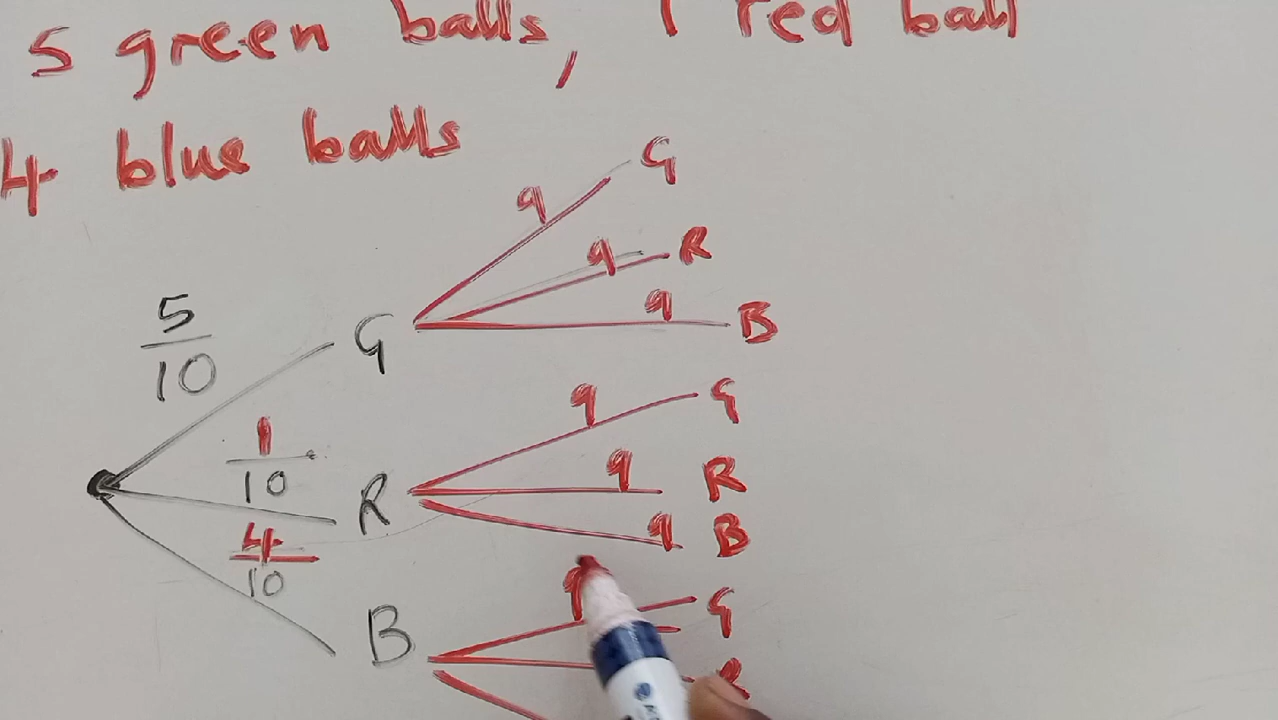 5 green balls, 1 red ball
4 blue balls
9 G
9 R
9 B
5/10 G
9 G
1/10
9 R
R
9 B
4/10
9 G
B